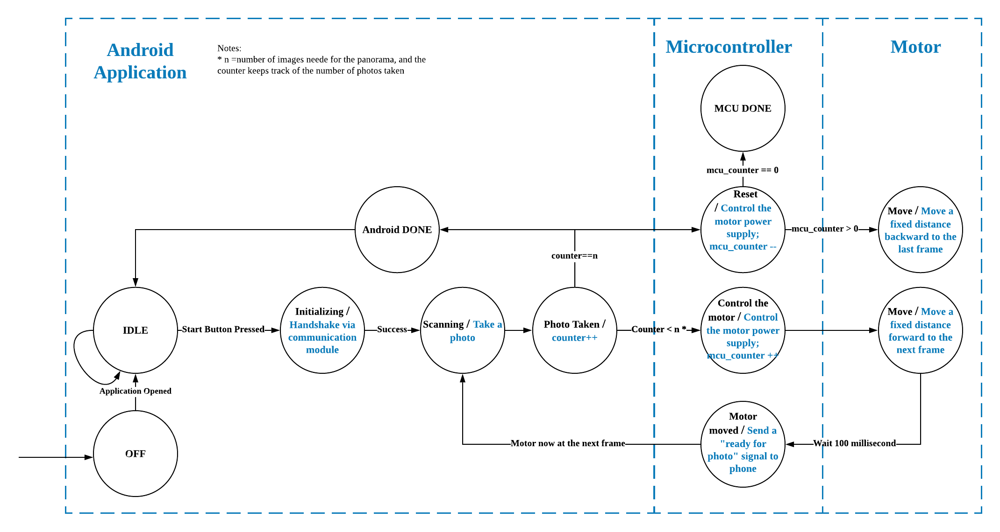 Android
Application
Notes:
* n =number of images neede for the panorama, and the
counter keeps track of the number of photos taken
Microcontroller
Motor
MCU DONE
mcu_counter == 0
Reset
/ Control the
motor power
supply;
mcu_counter --
mcu_counter > 0
Move / Move a
fixed distance
backward to the
last frame
Android DONE
counter==n
IDLE
Start Button Pressed
Initializing /
Handshake via
communication
module
Success
Scanning / Take a
photo
Photo Taken /
counter++
Counter < n *
Control the
motor / Control
the motor power
supply;
mcu_counter ++
Move / Move a
fixed distance
forward to the
next frame
Application Opened
OFF
Motor now at the next frame
Motor
moved / Send a
"ready for
photo" signal to
phone
Wait 100 millisecond